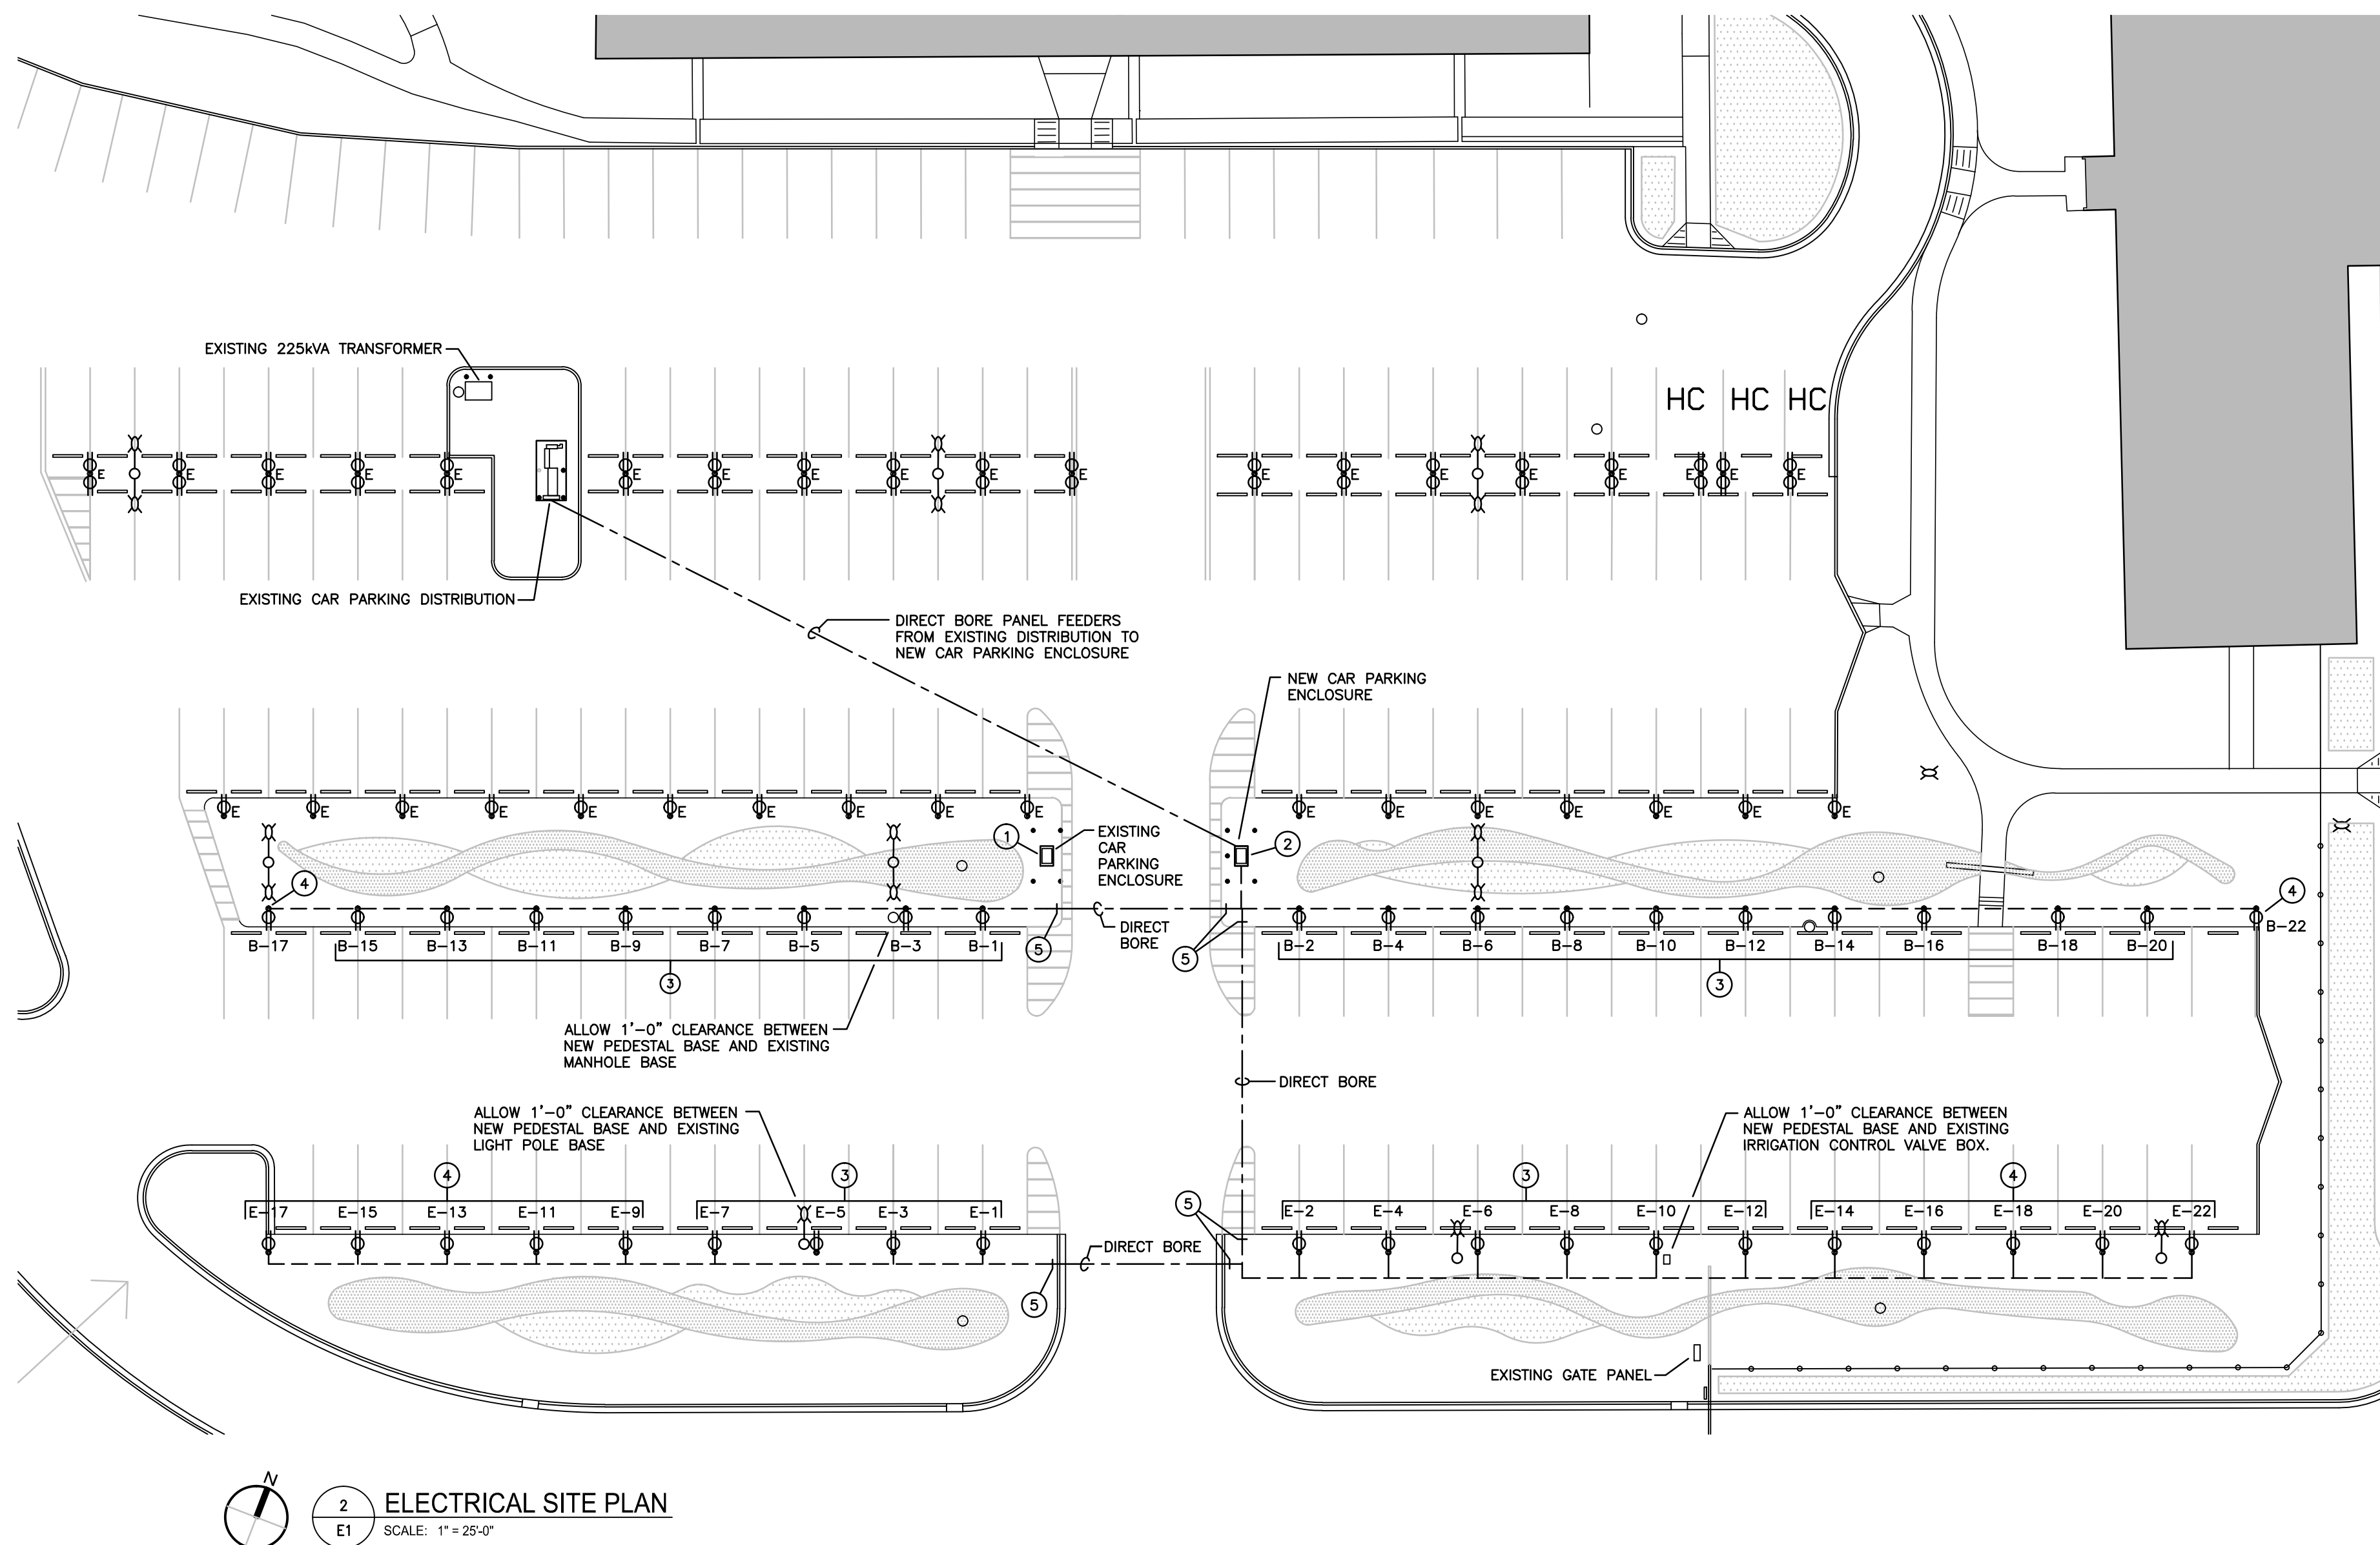 EXISTING 225kVA TRANSFORMER
HC HC HC
E E E E E E E E E E E E E E E E E E E
EXISTING CAR PARKING DISTRIBUTION
DIRECT BORE PANEL FEEDERS
FROM EXISTING DISTRIBUTION TO
NEW CAR PARKING ENCLOSURE
NEW CAR PARKING
ENCLOSURE
E E E E E E E E E E E E E E E E E
1
EXISTING
CAR
PARKING
ENCLOSURE
2
4
4
5
DIRECT
BORE
5
B-17 B-15 B-13 B-11 B-9 B-7 B-5 B-3 B-1
B-2 B-4 B-6 B-8 B-10 B-12 B-14 B-16 B-18 B-20 B-22
3
3
ALLOW 1'-0" CLEARANCE BETWEEN
NEW PEDESTAL BASE AND EXISTING
MANHOLE BASE
DIRECT BORE
ALLOW 1'-0" CLEARANCE BETWEEN
NEW PEDESTAL BASE AND EXISTING
LIGHT POLE BASE
ALLOW 1'-0" CLEARANCE BETWEEN
NEW PEDESTAL BASE AND EXISTING
IRRIGATION CONTROL VALVE BOX.
4 3
3 4
5
E-17 E-15 E-13 E-11 E-9 E-7 E-5 E-3 E-1
E-2 E-4 E-6 E-8 E-10 E-12 E-14 E-16 E-18 E-20 E-22
DIRECT BORE
5
EXISTING GATE PANEL
N
2
E1
ELECTRICAL SITE PLAN
SCALE: 1" = 25'-0"